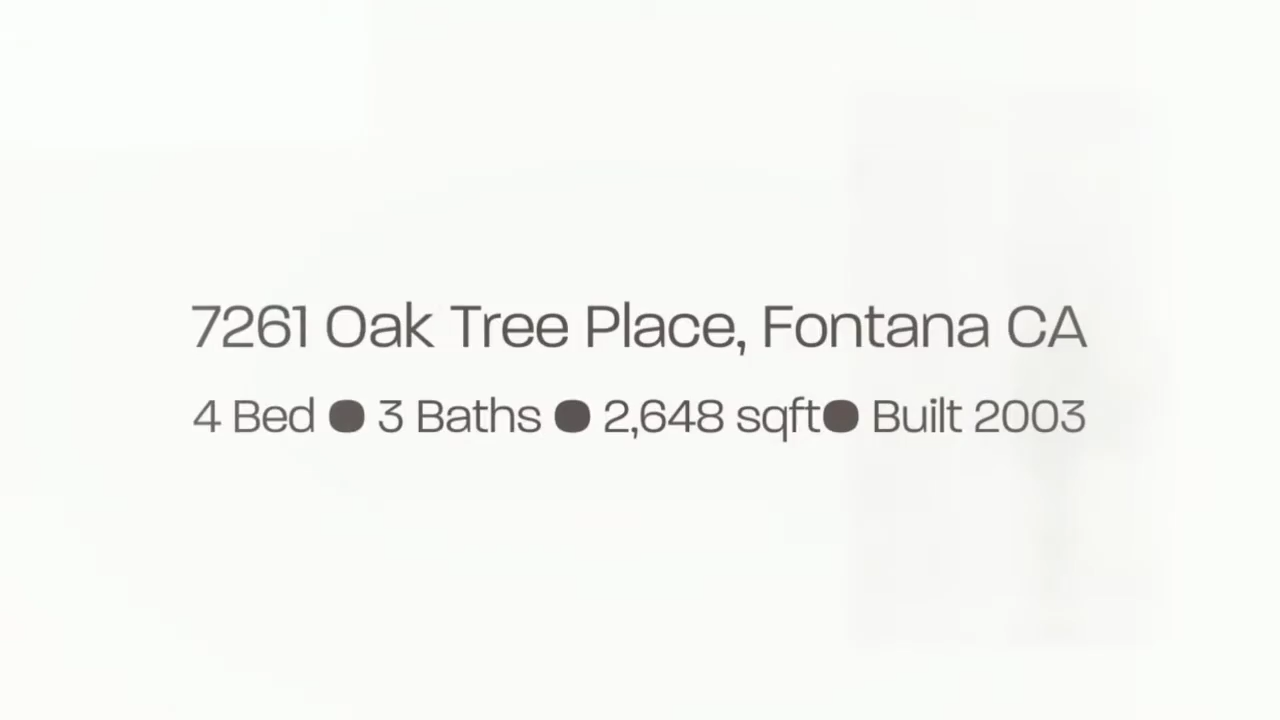 7261 Oak Tree Place, Fontana CA
4 Bed ● 3 Baths ● 2,648 sqft● Built 2003